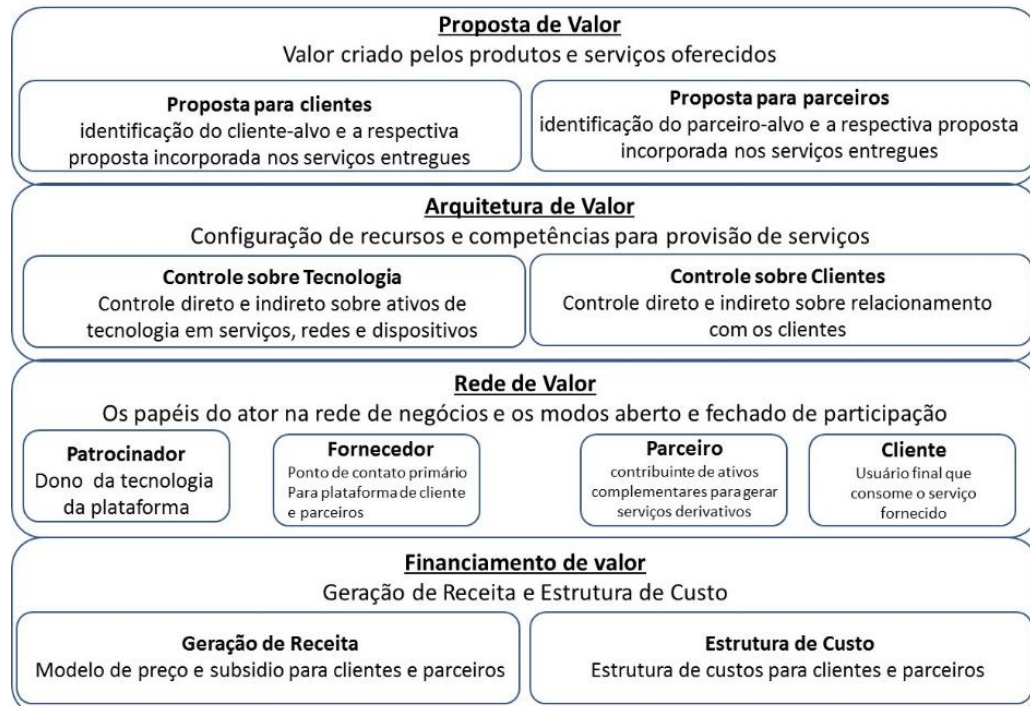 Proposta de Valor
Valor criado pelos produtos e serviços oferecidos
Proposta para clientes
identificação do cliente-alvo e a respectiva
proposta incorporada nos serviços entregues
Proposta para parceiros
identificação do parceiro-alvo e a respectiva proposta
incorporada nos serviços entregues
Arquitetura de Valor
Configuração de recursos e competências para provisão de serviços
Controle sobre Tecnologia
Controle direto e indireto sobre ativos de
tecnologia em serviços, redes e dispositivos
Controle sobre Clientes
Controle direto e indireto sobre relacionamento
com os clientes
Rede de Valor
Os papéis do ator na rede de negócios e os modos aberto e fechado de participação
Patrocinador
Dono da tecnologia
da plataforma
Fornecedor
Ponto de contato primário
Para plataforma de cliente
e parceiros
Parceiro
contribuinte de ativos
complementares para gerar
serviços derivativos
Cliente
Usuário final que
consome o serviço
fornecido
Financiamento de valor
Geração de Receita e Estrutura de Custo
Geração de Receita
Modelo de preço e subsidio para clientes e parceiros
Estrutura de Custo
Estrutura de custos para clientes e parceiros